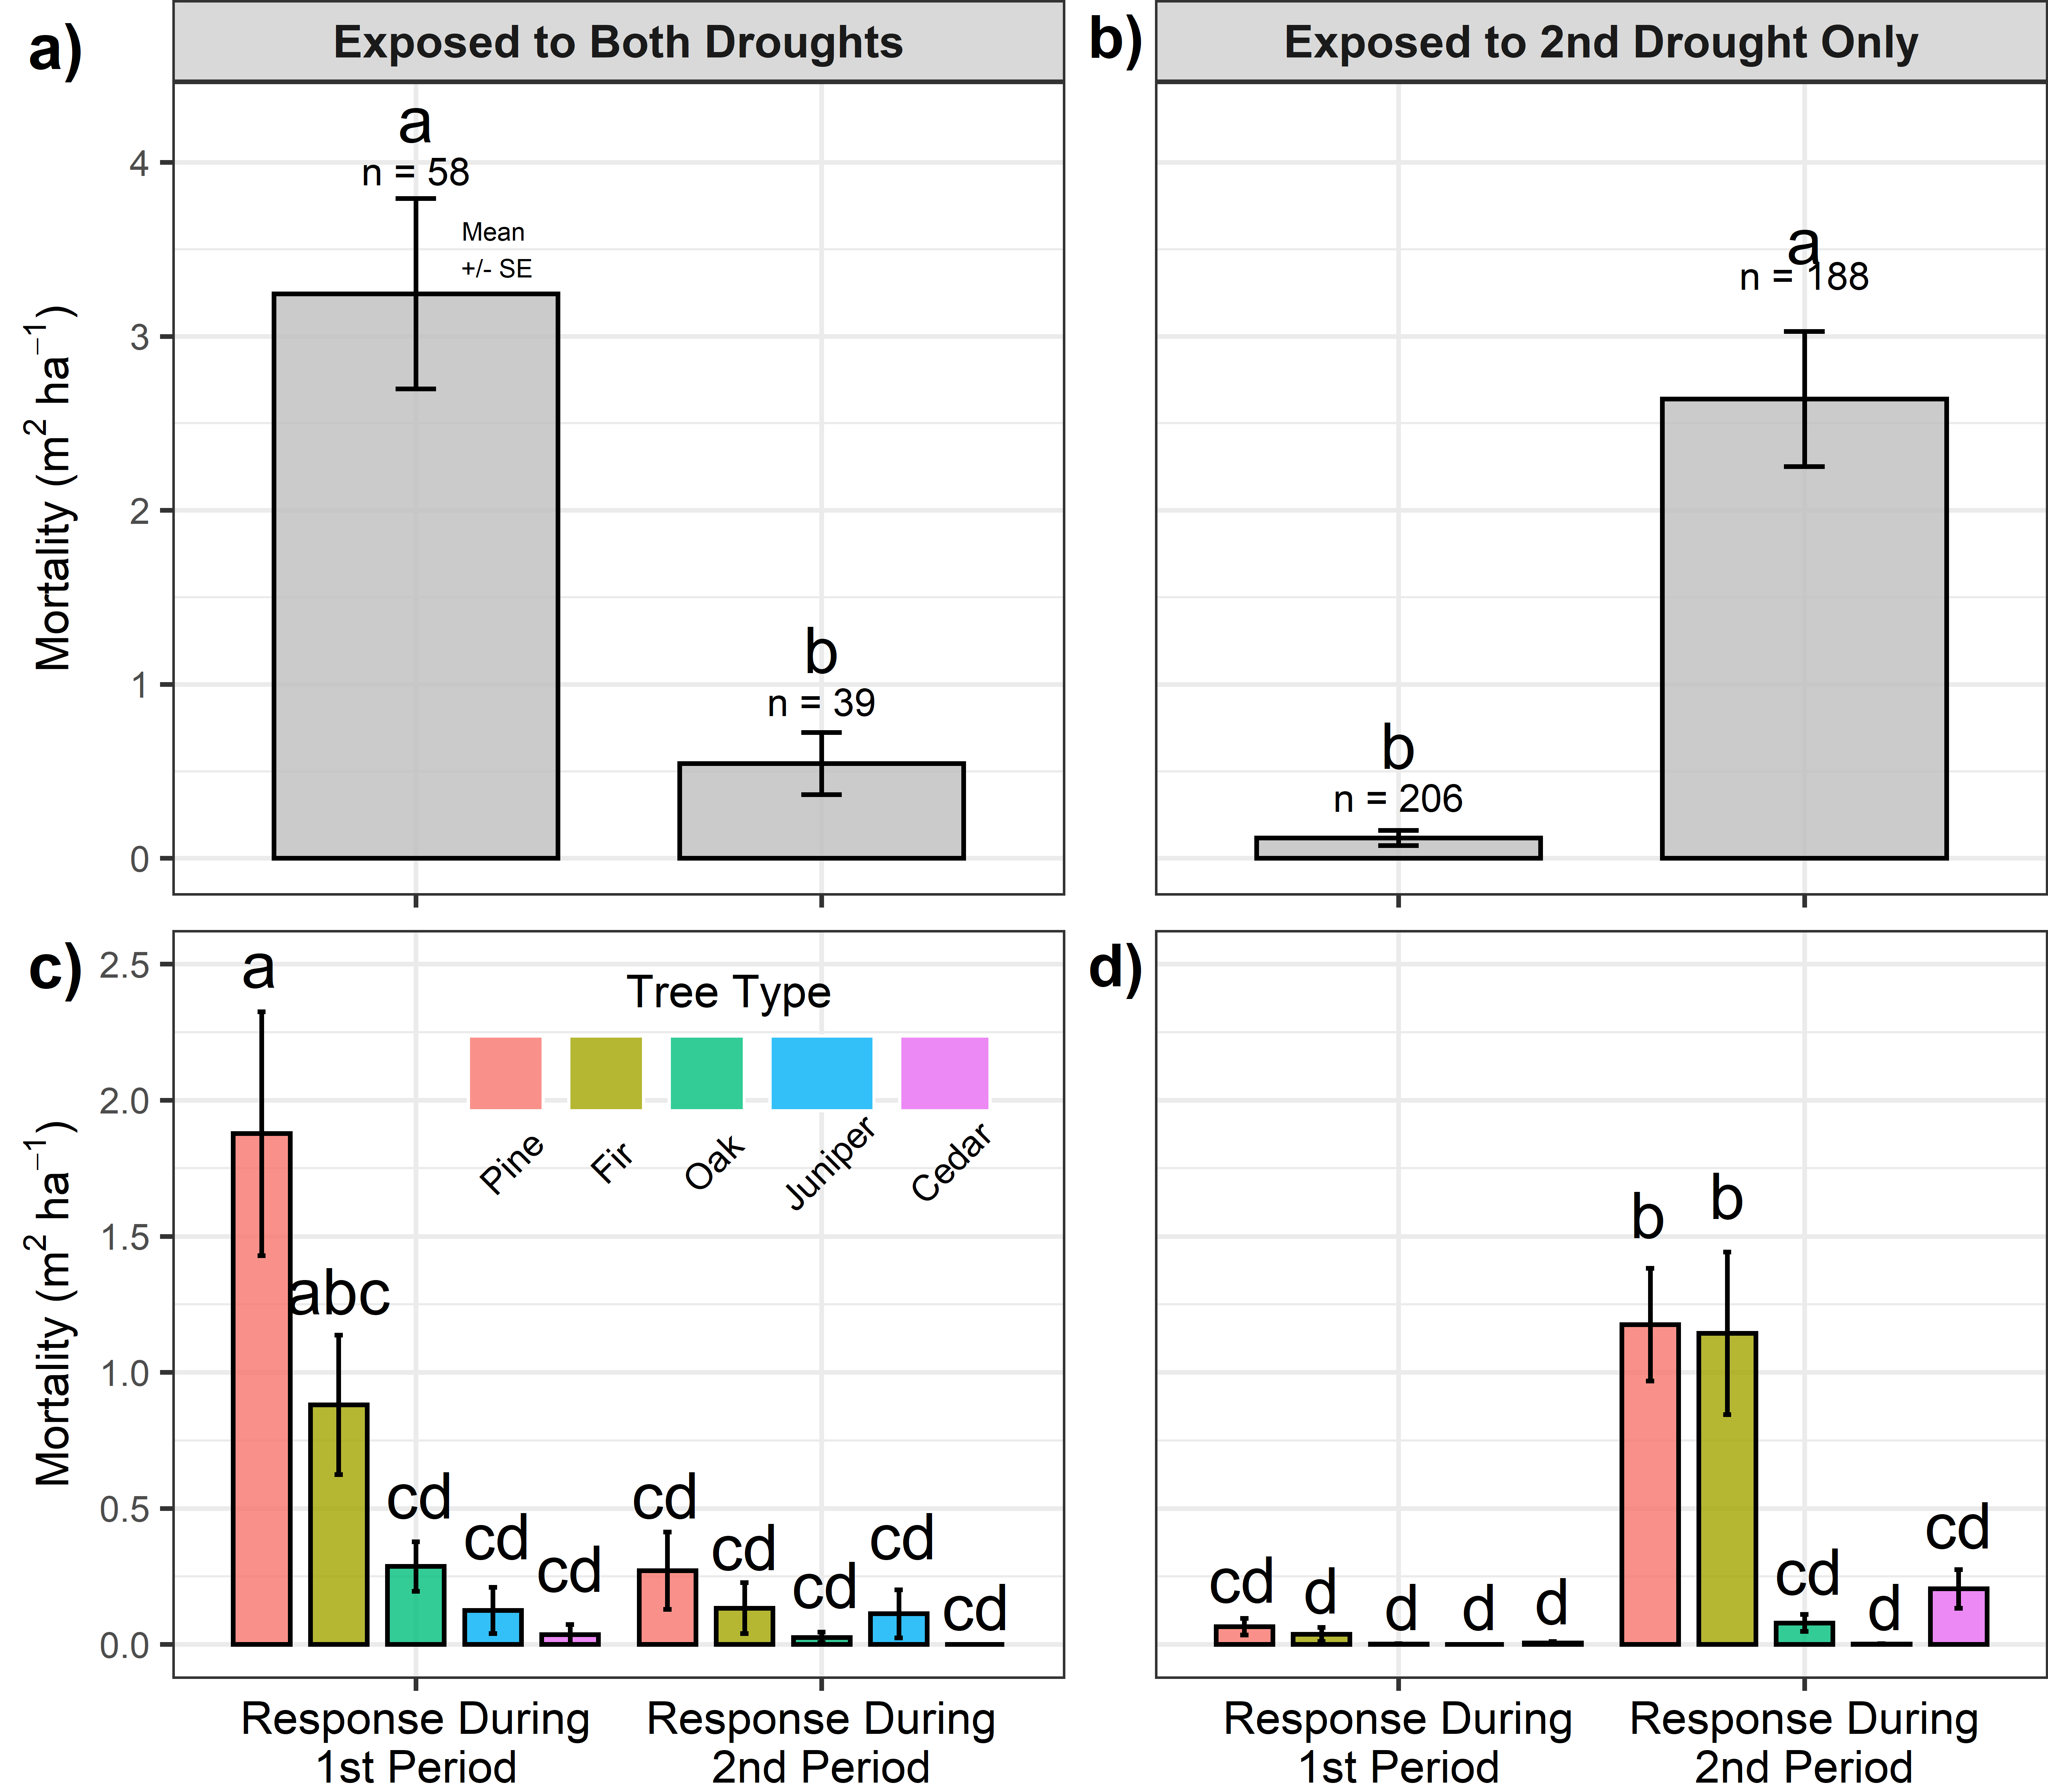 a)
Exposed to Both Droughts
b)
Exposed to 2nd Drought Only
Mortality (m² ha⁻¹)
4
3
2
1
0
a
n = 58
Mean
+/- SE
b
n = 39
b
n = 206
a
n = 188
c)
d)
Mortality (m² ha⁻¹)
2.5
2.0
1.5
1.0
0.5
0.0
Tree Type
Pine
Fir
Oak
Juniper
Cedar
a
abc
cd
cd
cd
cd
cd
cd
cd
cd
cd
d
d
d
d
b
b
cd
d
cd
Response During
1st Period
Response During
2nd Period
Response During
1st Period
Response During
2nd Period